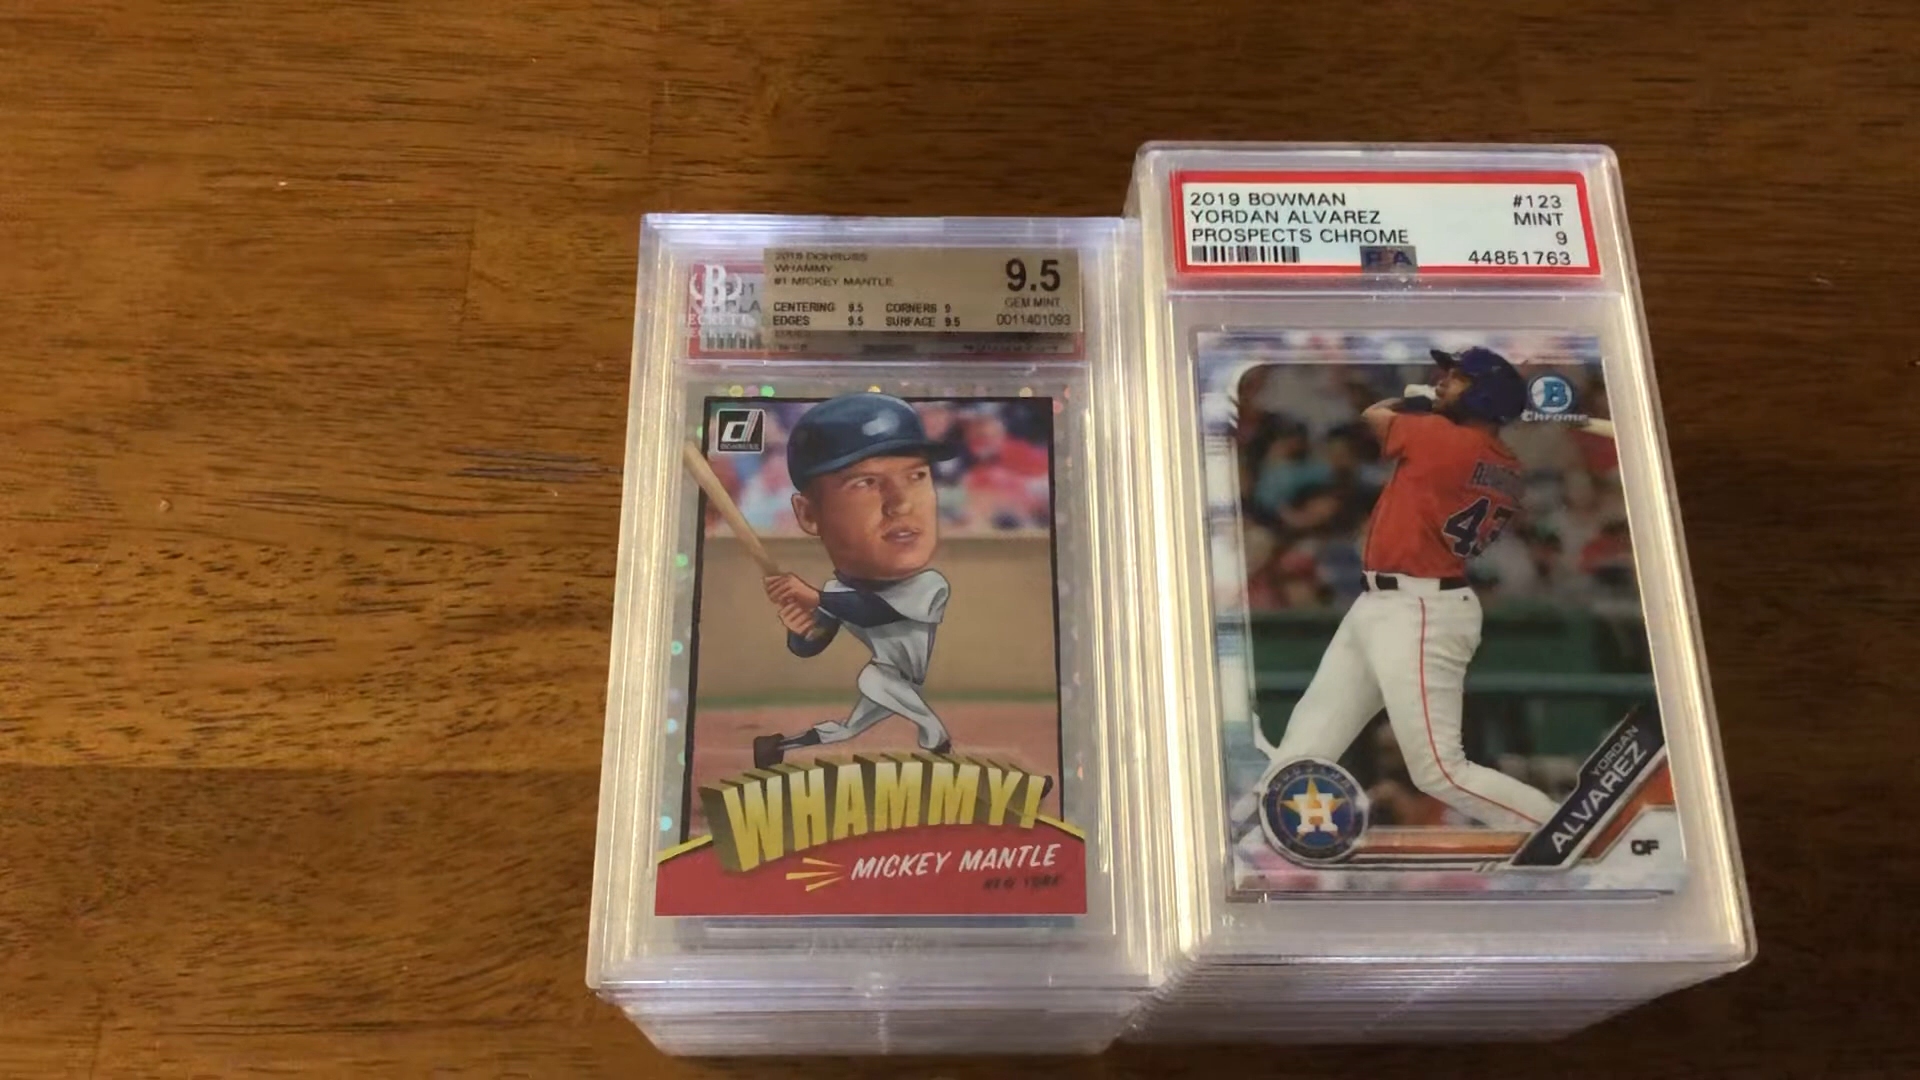 WHAMMY
#1 MICKEY MANTLE
9.5
GEM MINT
CENTERING 9.5 CORNERS 9
EDGES 9.5 SURFACE 9.5
0011401093
DONRUSS
WHAMMY!
MICKEY MANTLE
NEW YORK
2019 BOWMAN #123
YORDAN ALVAREZ MINT
PROSPECTS CHROME 9
PSA 44851763
B
Chrome
43
H
YORDAN
ALVAREZ
OF